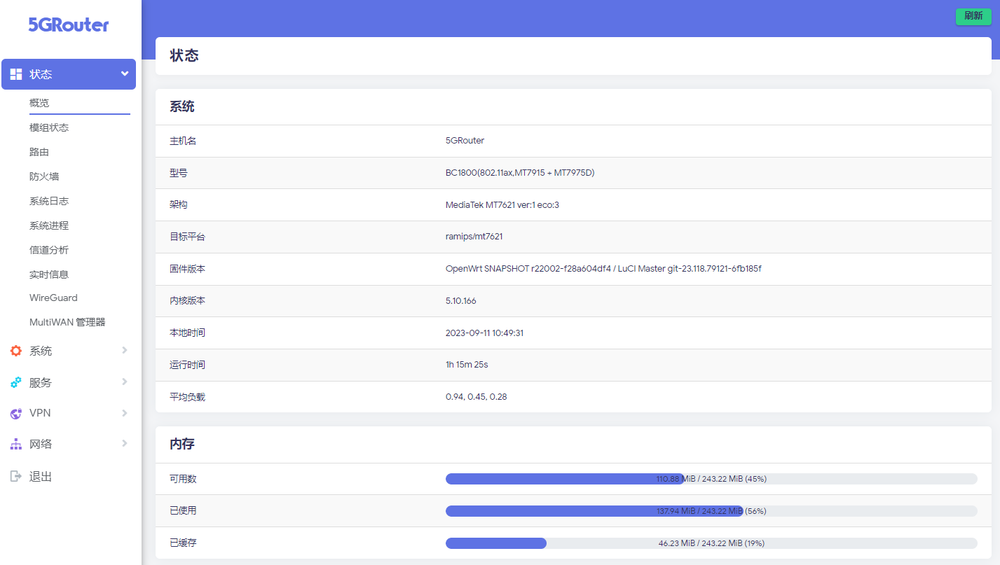 5GRouter
刷新
状态
概览
模组状态
路由
防火墙
系统日志
系统进程
信道分析
实时信息
WireGuard
MultiWAN 管理器
系统
服务
VPN
网络
退出
状态
系统
主机名 5GRouter
型号 BC1800(802.11ax,MT7915 + MT7975D)
架构 MediaTek MT7621 ver:1 eco:3
目标平台 ramips/mt7621
固件版本 OpenWrt SNAPSHOT r22002-f28a604df4 / LuCI Master git-23.118.79121-6fb185f
内核版本 5.10.166
本地时间 2023-09-11 10:49:31
运行时间 1h 15m 25s
平均负载 0.94, 0.45, 0.28
内存
可用数 110.88 MiB / 243.22 MiB (45%)
已使用 137.94 MiB / 243.22 MiB (56%)
已缓存 46.23 MiB / 243.22 MiB (19%)